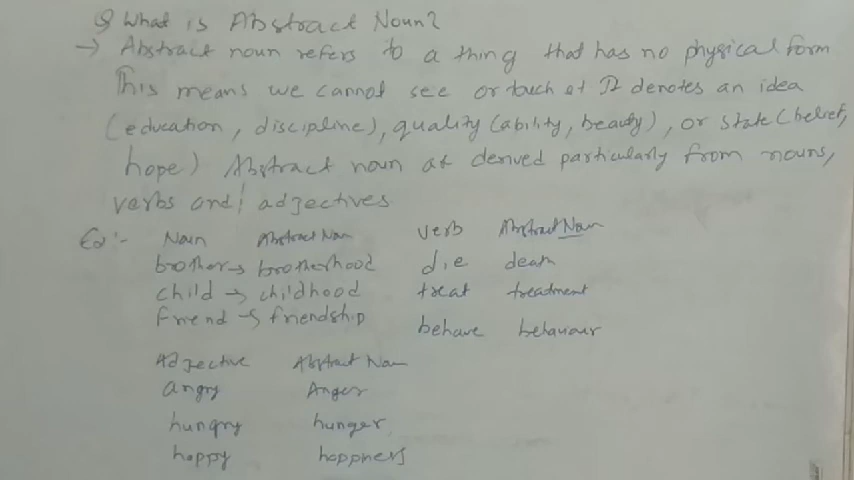 Q What is Abstract Noun?
→ Abstract noun refers to a thing that has no physical form
This means we cannot see or touch it It denotes an idea
(education, discipline), quality (ability, beauty), or state (belief,
hope) Abstract noun at derived particularly from nouns,
verbs and adjectives
Ex:- Noun Abstract Noun verb Abstract Noun
brother → brotherhood die death
child → childhood treat treatment
Friend → friendship behave behaviour
Adjective Abstract Noun
angry Anger
hungry hunger
happy happness